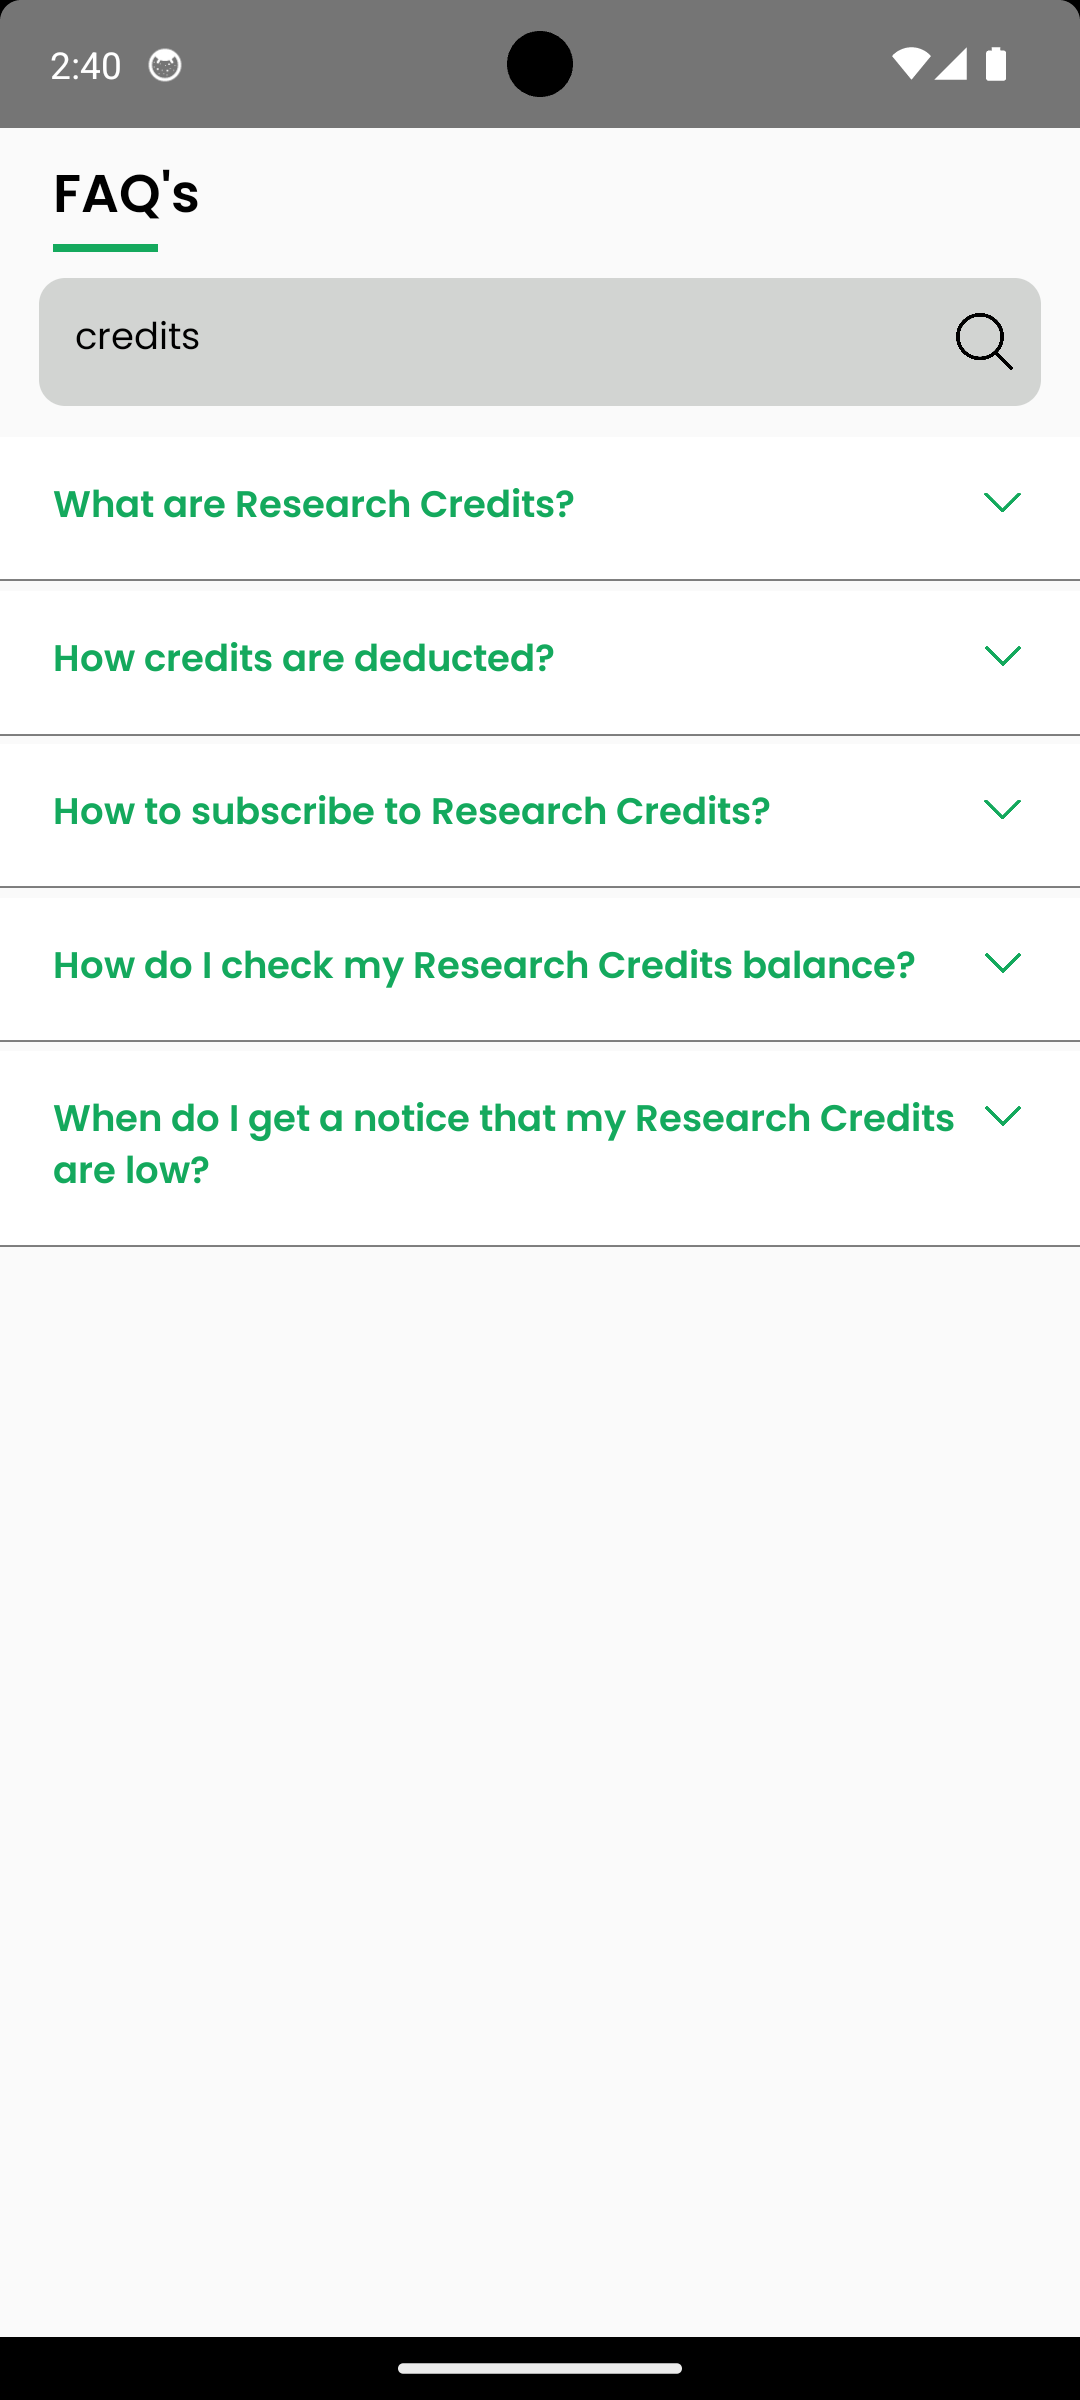 2:40
FAQ's
credits
What are Research Credits?
How credits are deducted?
How to subscribe to Research Credits?
How do I check my Research Credits balance?
When do I get a notice that my Research Credits
are low?